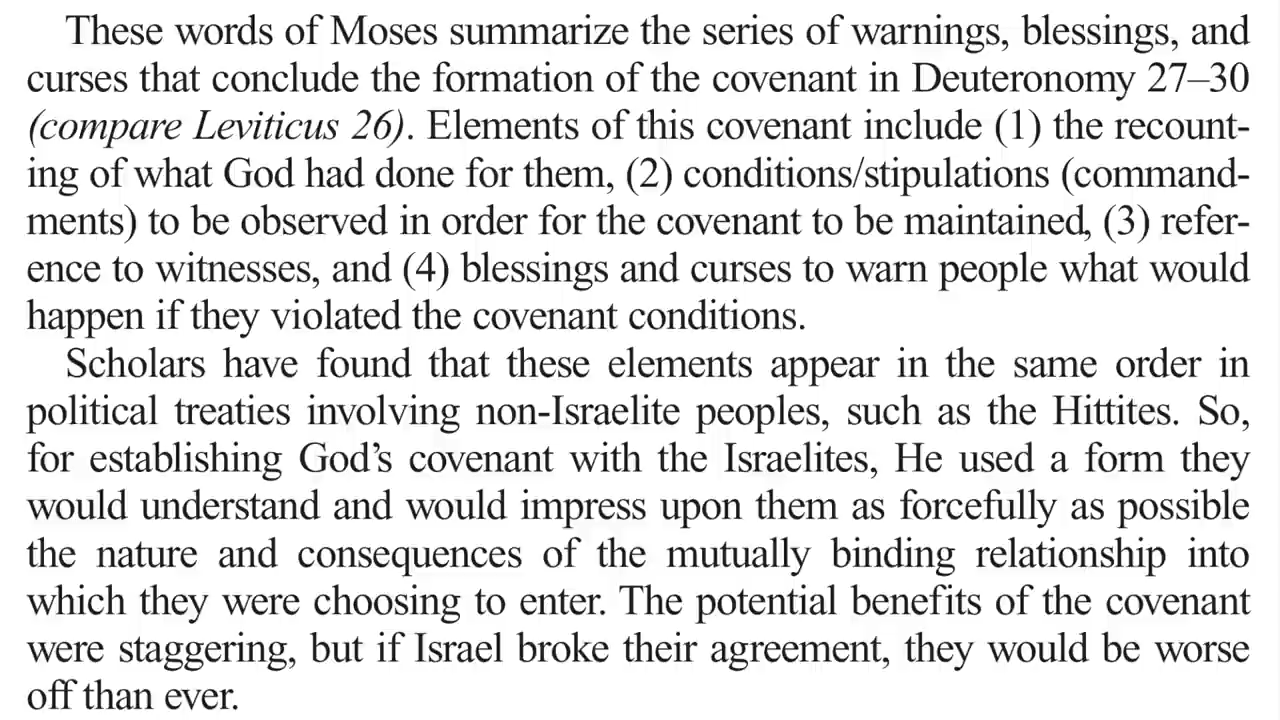 These words of Moses summarize the series of warnings, blessings, and
curses that conclude the formation of the covenant in Deuteronomy 27–30
(compare Leviticus 26). Elements of this covenant include (1) the recount-
ing of what God had done for them, (2) conditions/stipulations (command-
ments) to be observed in order for the covenant to be maintained, (3) refer-
ence to witnesses, and (4) blessings and curses to warn people what would
happen if they violated the covenant conditions.
Scholars have found that these elements appear in the same order in
political treaties involving non-Israelite peoples, such as the Hittites. So,
for establishing God’s covenant with the Israelites, He used a form they
would understand and would impress upon them as forcefully as possible
the nature and consequences of the mutually binding relationship into
which they were choosing to enter. The potential benefits of the covenant
were staggering, but if Israel broke their agreement, they would be worse
off than ever.